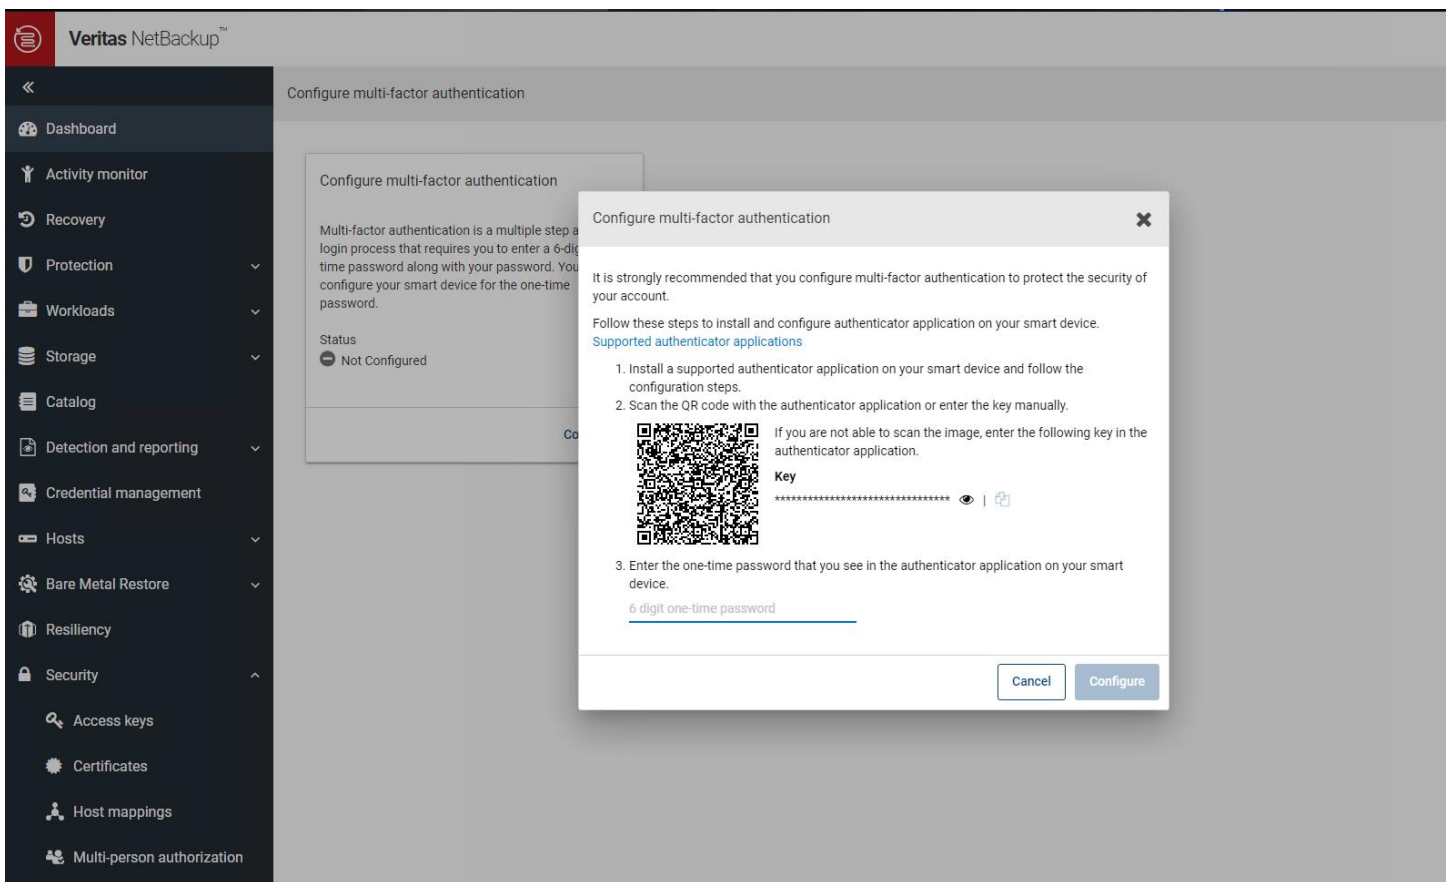 Veritas NetBackup™
«
Configure multi-factor authentication
Dashboard
Activity monitor
Recovery
Protection
Workloads
Storage
Catalog
Detection and reporting
Credential management
Hosts
Bare Metal Restore
Resiliency
Security
Access keys
Certificates
Host mappings
Multi-person authorization
Configure multi-factor authentication
Multi-factor authentication is a multiple step a
login process that requires you to enter a 6-dig
time password along with your password. You
configure your smart device for the one-time
password.
Status
Not Configured
Co
Configure multi-factor authentication
It is strongly recommended that you configure multi-factor authentication to protect the security of
your account.
Follow these steps to install and configure authenticator application on your smart device.
Supported authenticator applications
1. Install a supported authenticator application on your smart device and follow the
configuration steps.
2. Scan the QR code with the authenticator application or enter the key manually.
If you are not able to scan the image, enter the following key in the
authenticator application.
Key
******************************** |
3. Enter the one-time password that you see in the authenticator application on your smart
device.
6 digit one-time password
Cancel Configure